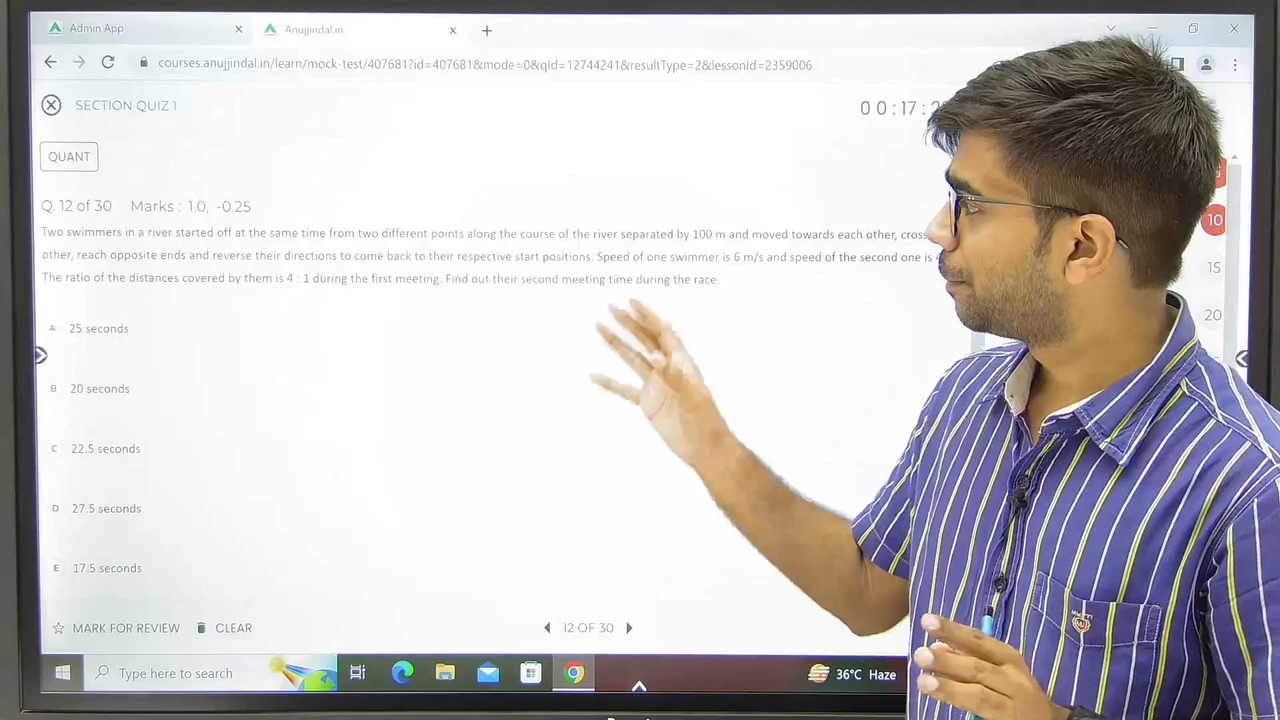 Admin App
Anujjindal.in
courses.anujjindal.in/learn/mock-test/407681?id=407681&mode=0&qId=12744241&resultType=2&lessonId=2359006
SECTION QUIZ 1
0 0 : 17 :
QUANT
Q. 12 of 30 Marks : 1.0, -0.25
Two swimmers in a river started off at the same time from two different points along the course of the river separated by 100 m and moved towards each other, cross
other, reach opposite ends and reverse their directions to come back to their respective start positions. Speed of one swimmer is 6 m/s and speed of the second one is 4
The ratio of the distances covered by them is 4 : 1 during the first meeting. Find out their second meeting time during the race.
10
15
20
A 25 seconds
B 20 seconds
C 22.5 seconds
D 27.5 seconds
E 17.5 seconds
MARK FOR REVIEW CLEAR 12 OF 30
Type here to search
36°C Haze